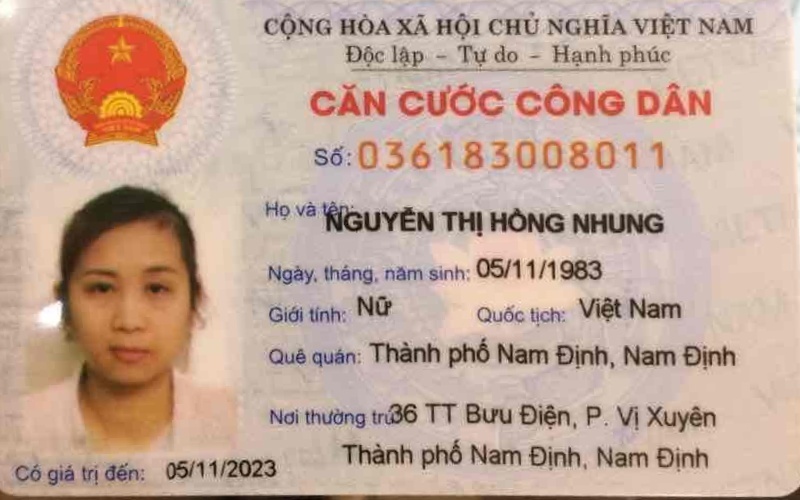 CỘNG HÒA XÃ HỘI CHỦ NGHĨA VIỆT NAM
Độc lập - Tự do - Hạnh phúc
CĂN CƯỚC CÔNG DÂN
Số: 036183008011
Họ và tên: NGUYỄN THỊ HỒNG NHUNG
Ngày, tháng, năm sinh: 05/11/1983
Giới tính: Nữ Quốc tịch: Việt Nam
Quê quán: Thành phố Nam Định, Nam Định
Nơi thường trú: 36 TT Bưu Điện, P. Vị Xuyên
Thành phố Nam Định, Nam Định
Có giá trị đến: 05/11/2023